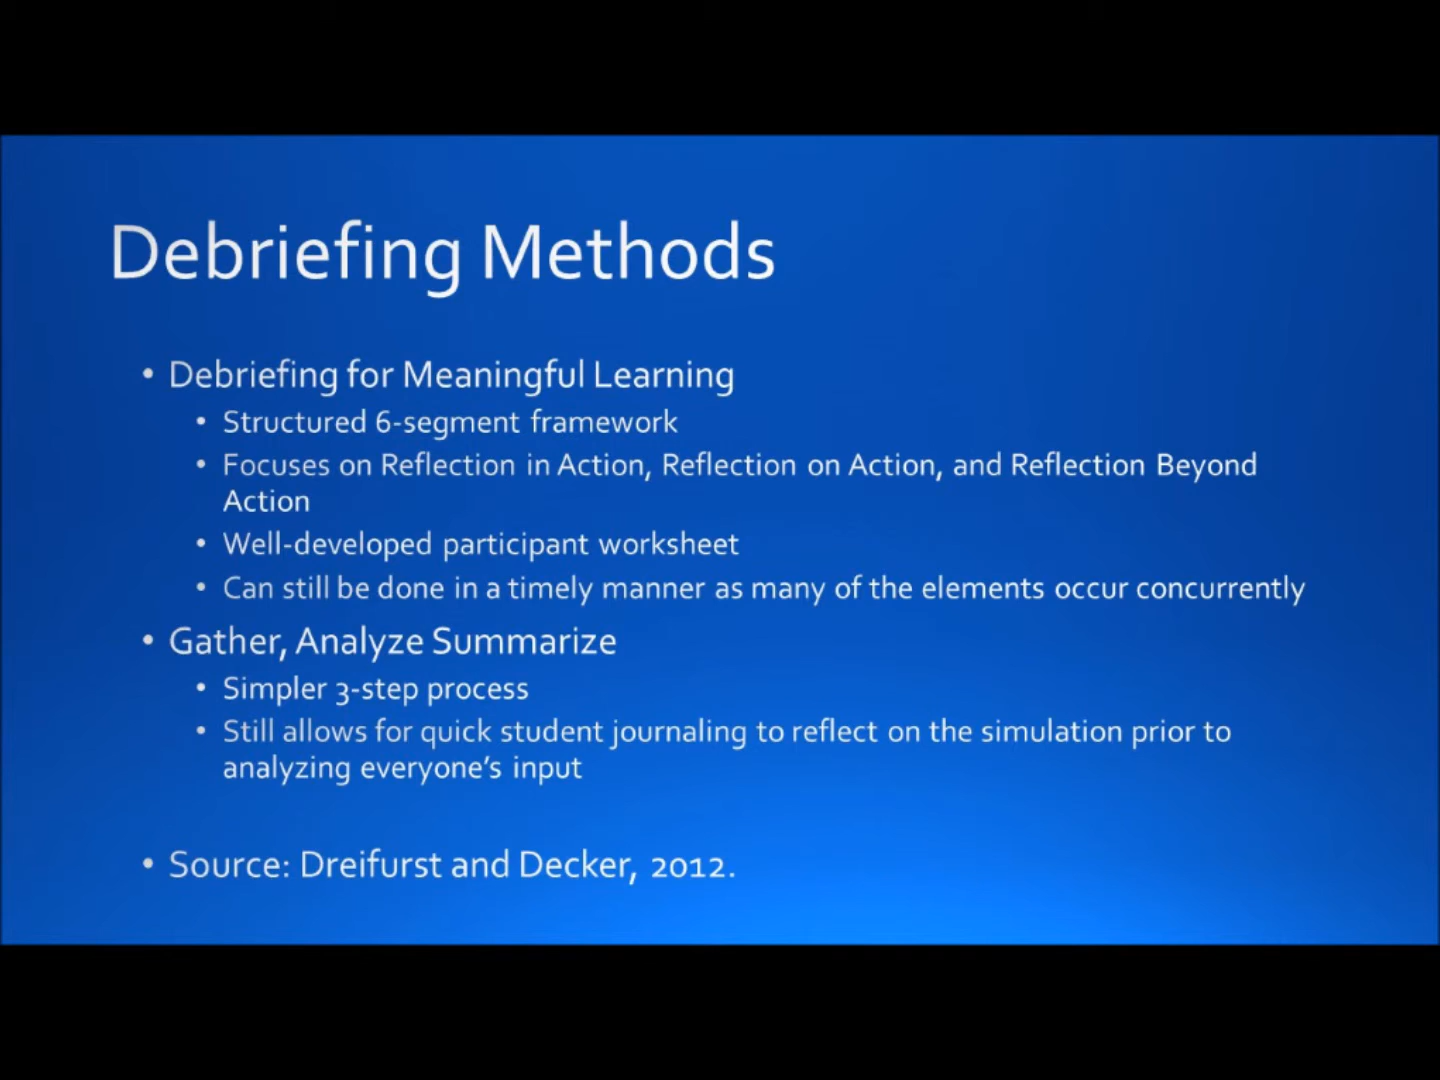 Debriefing Methods
• Debriefing for Meaningful Learning
• Structured 6-segment framework
• Focuses on Reflection in Action, Reflection on Action, and Reflection Beyond
Action
• Well-developed participant worksheet
• Can still be done in a timely manner as many of the elements occur concurrently
• Gather, Analyze Summarize
• Simpler 3-step process
• Still allows for quick student journaling to reflect on the simulation prior to
analyzing everyone's input
• Source: Dreifurst and Decker, 2012.